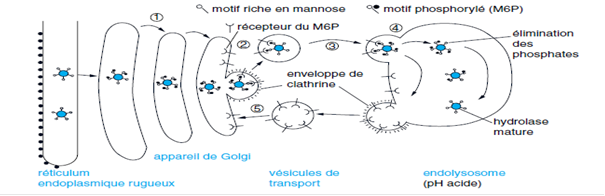 motif riche en mannose
motif phosphorylé (M6P)
①
récepteur du M6P
②
③
④
élimination
des
phosphates
enveloppe de
clathrine
⑤
hydrolase
mature
appareil de Golgi
réticulum
endoplasmique rugueux
vésicules de
transport
endolysosome
(pH acide)